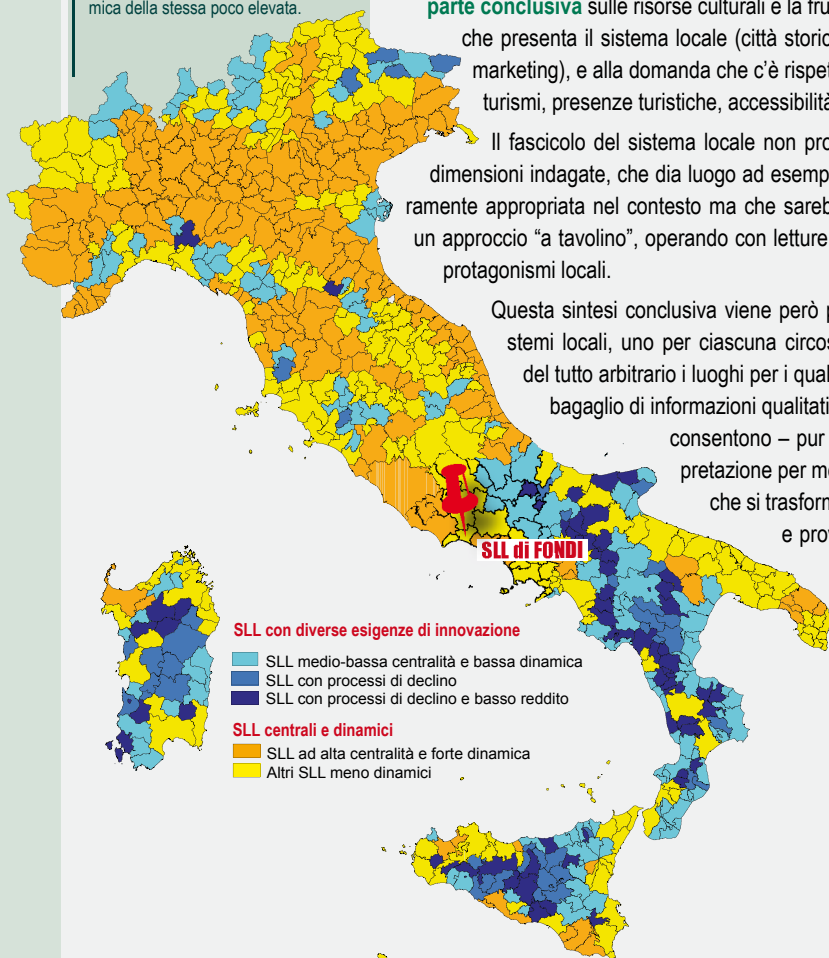 mica della stessa poco elevata.
parte conclusiva sulle risorse culturali e la fru
che presenta il sistema locale (città storic
marketing), e alla domanda che c'è rispet
turismi, presenze turistiche, accessibilità
Il fascicolo del sistema locale non pro
dimensioni indagate, che dia luogo ad esemp
ramente appropriata nel contesto ma che sareb
un approccio “a tavolino”, operando con letture
protagonismi locali.
Questa sintesi conclusiva viene però p
stemi locali, uno per ciascuna circos
del tutto arbitrario i luoghi per i qual
bagaglio di informazioni qualitati
consentono – pur
pretazione per me
che si trasform
e prov
SLL di FONDI
SLL con diverse esigenze di innovazione
SLL medio-bassa centralità e bassa dinamica
SLL con processi di declino
SLL con processi di declino e basso reddito
SLL centrali e dinamici
SLL ad alta centralità e forte dinamica
Altri SLL meno dinamici